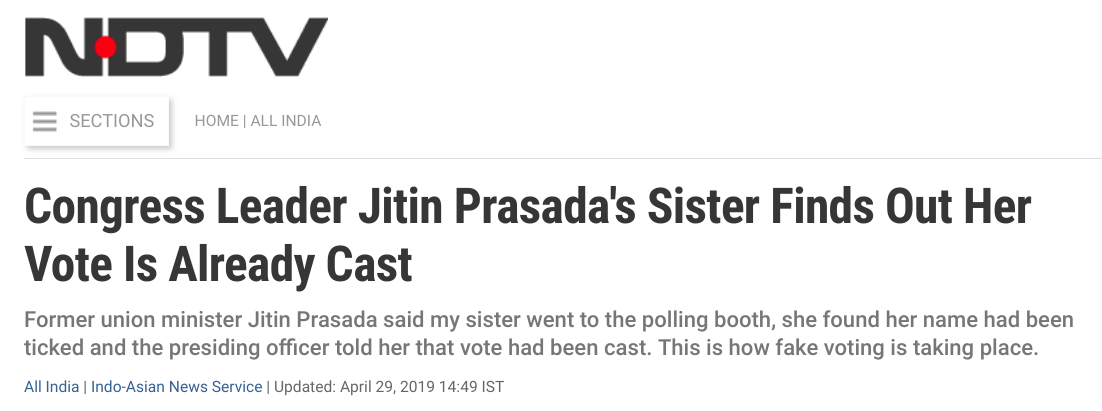 NDTV
SECTIONS HOME | ALL INDIA
Congress Leader Jitin Prasada's Sister Finds Out Her
Vote Is Already Cast
Former union minister Jitin Prasada said my sister went to the polling booth, she found her name had been
ticked and the presiding officer told her that vote had been cast. This is how fake voting is taking place.
All India | Indo-Asian News Service | Updated: April 29, 2019 14:49 IST